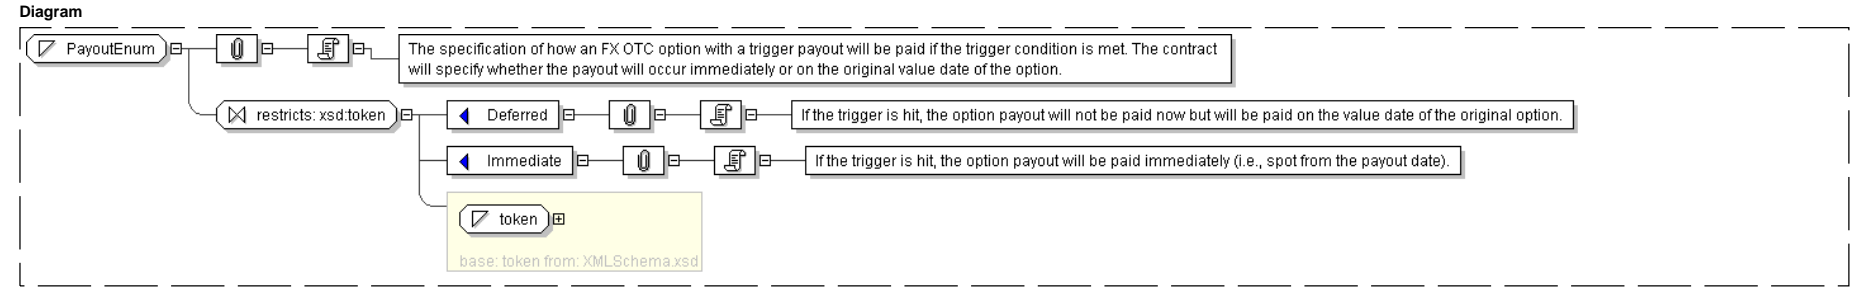 Diagram
PayoutEnum
The specification of how an FX OTC option with a trigger payout will be paid if the trigger condition is met. The contract
will specify whether the payout will occur immediately or on the original value date of the option.
restricts: xsd:token
Deferred
If the trigger is hit, the option payout will not be paid now but will be paid on the value date of the original option.
Immediate
If the trigger is hit, the option payout will be paid immediately (i.e., spot from the payout date).
token
base: token from: XMLSchema.xsd